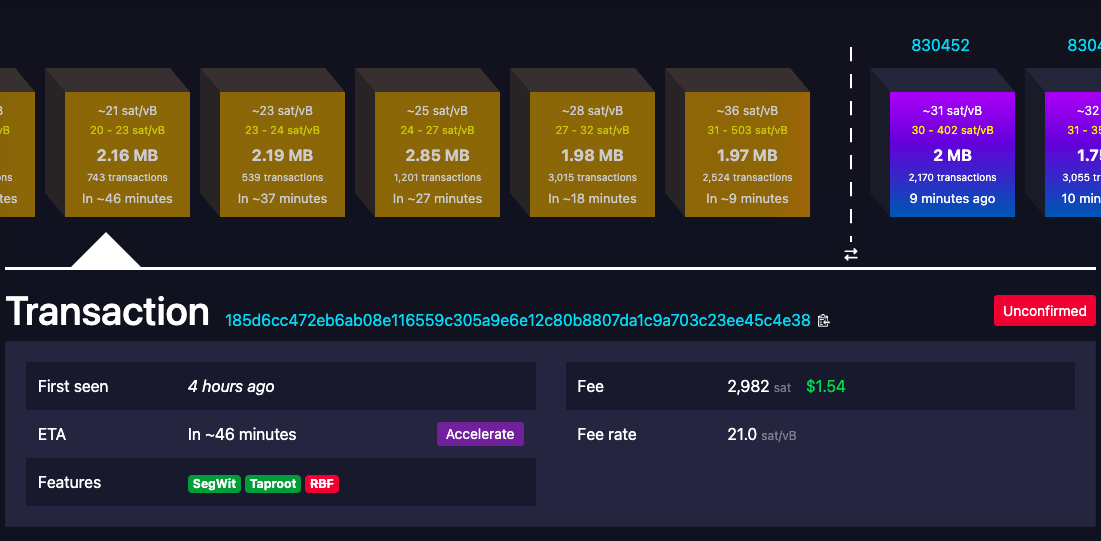 830452
830
B
vB
ons
tes
~21 sat/vB
20 - 23 sat/vB
2.16 MB
743 transactions
In ~46 minutes
~23 sat/vB
23 - 24 sat/vB
2.19 MB
539 transactions
In ~37 minutes
~25 sat/vB
24 - 27 sat/vB
2.85 MB
1,201 transactions
In ~27 minutes
~28 sat/vB
27 - 32 sat/vB
1.98 MB
3,015 transactions
In ~18 minutes
~36 sat/vB
31 - 503 sat/vB
1.97 MB
2,524 transactions
In ~9 minutes
~31 sat/vB
30 - 402 sat/vB
2 MB
2,170 transactions
9 minutes ago
~32
31 - 3
1.7
3,055 t
10 min
Transaction 185d6cc472eb6ab08e116559c305a9e6e12c80b8807da1c9a703c23ee45c4e38 Unconfirmed
First seen 4 hours ago
ETA In ~46 minutes Accelerate
Features SegWit Taproot RBF
Fee 2,982 sat $1.54
Fee rate 21.0 sat/vB